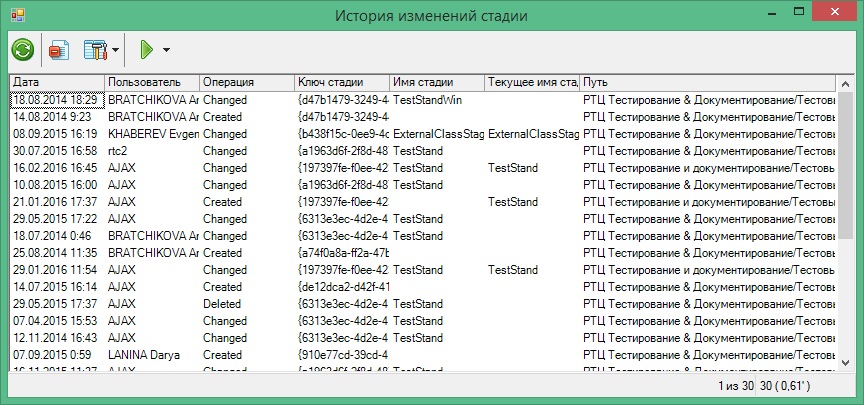 История изменений стадии
Дата Пользователь Операция Ключ стадии Имя стадии Текущее имя стад Путь
18.08.2014 18:29 BRATCHIKOVA Ar Changed {d47b1479-3249-4 TestStandWin РТЦ Тестирование & Документирование/Тестовы
14.08.2014 9:23 BRATCHIKOVA Ar Created {d47b1479-3249-4 РТЦ Тестирование & Документирование/Тестовы
08.09.2015 16:19 KHABEREV Evgen Changed {b438f15c-0ee9-4c ExternalClassStag ExternalClassStag РТЦ Тестирование & Документирование/Тестовы
30.07.2015 16:58 rtc2 Changed {a1963d6f-2f8d-48 TestStand РТЦ Тестирование & Документирование/Тестовы
16.02.2016 16:45 AJAX Changed {197397fe-f0ee-42 TestStand TestStand РТЦ Тестирование и документирование/Тестовь
10.08.2015 16:00 AJAX Changed {a1963d6f-2f8d-48 TestStand РТЦ Тестирование & Документирование/Тестовы
21.01.2016 17:37 AJAX Created {197397fe-f0ee-42 TestStand РТЦ Тестирование и документирование/Тестовь
29.05.2015 17:22 AJAX Changed {6313e3ec-4d2e-4 TestStand РТЦ Тестирование & Документирование/Тестовы
18.07.2014 0:46 BRATCHIKOVA Ar Changed {6313e3ec-4d2e-4 TestStand РТЦ Тестирование & Документирование/Тестовы
25.08.2014 11:35 BRATCHIKOVA Ar Created {a74f0a8a-ff2a-47b РТЦ Тестирование & Документирование/Тестовы
29.01.2016 11:54 AJAX Changed {197397fe-f0ee-42 TestStand TestStand РТЦ Тестирование и документирование/Тестовь
14.07.2015 16:14 AJAX Created {de12dca2-d42f-41 РТЦ Тестирование & Документирование/Тестовы
29.05.2015 17:37 AJAX Deleted {6313e3ec-4d2e-4 TestStand РТЦ Тестирование & Документирование/Тестовы
07.04.2015 15:53 AJAX Changed {6313e3ec-4d2e-4 TestStand РТЦ Тестирование & Документирование/Тестовы
12.11.2014 16:43 AJAX Changed {6313e3ec-4d2e-4 TestStand РТЦ Тестирование & Документирование/Тестовы
07.09.2015 0:59 LANINA Darya Created {910e77cd-39cd-4 РТЦ Тестирование & Документирование/Тестовы
16.11.2015 11:27 AJAX Changed {a1963d6f-2f8d-48 TestStand РТЦ Тестирование & Документирование/Тестовы
1 из 30 30 ( 0,61' )